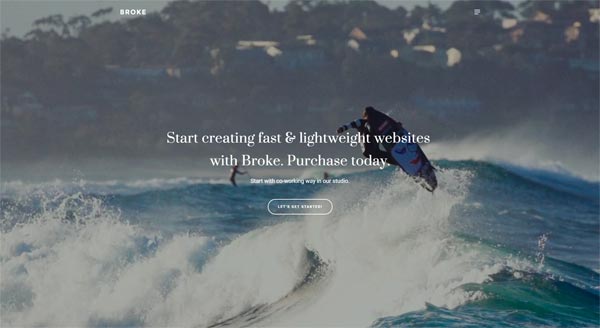 BROKE
Start creating fast & lightweight websites
with Broke. Purchase today.
Start with co-working way in our studio.
LET'S GET STARTED!